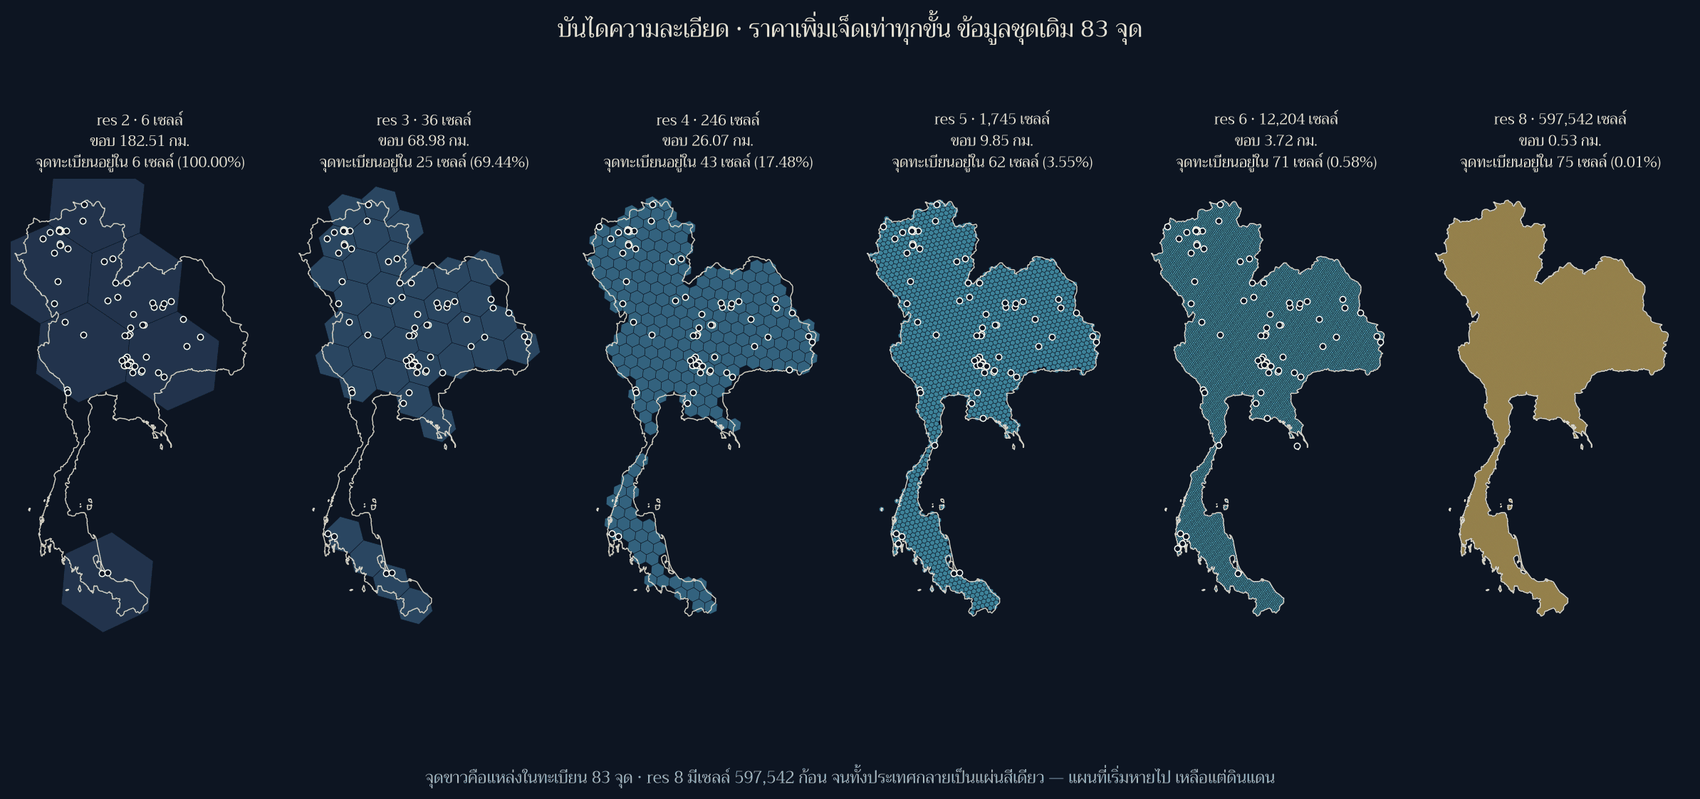 บันไดความละเอียด · ราคาเพิ่มเจ็ดเท่าทุกขั้น ข้อมูลชุดเดิม 83 จุด
res 2 · 6 เซลล์
ขอบ 182.51 กม.
จุดทะเบียนอยู่ใน 6 เซลล์ (100.00%)
res 3 · 36 เซลล์
ขอบ 68.98 กม.
จุดทะเบียนอยู่ใน 25 เซลล์ (69.44%)
res 4 · 246 เซลล์
ขอบ 26.07 กม.
จุดทะเบียนอยู่ใน 43 เซลล์ (17.48%)
res 5 · 1,745 เซลล์
ขอบ 9.85 กม.
จุดทะเบียนอยู่ใน 62 เซลล์ (3.55%)
res 6 · 12,204 เซลล์
ขอบ 3.72 กม.
จุดทะเบียนอยู่ใน 71 เซลล์ (0.58%)
res 8 · 597,542 เซลล์
ขอบ 0.53 กม.
จุดทะเบียนอยู่ใน 75 เซลล์ (0.01%)
จุดขาวคือแหล่งในทะเบียน 83 จุด · res 8 มีเซลล์ 597,542 ก้อน จนทั้งประเทศกลายเป็นแผ่นสีเดียว — แผนที่เริ่มหายไป เหลือแต่ดินแดน